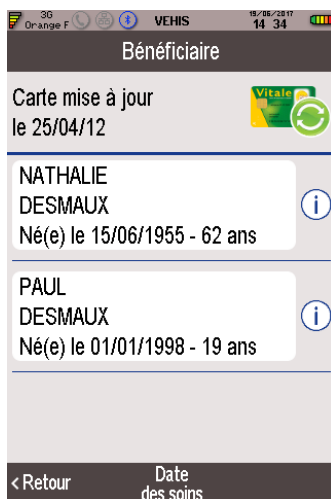 3G
Orange F VEHIS 19/06/2017
14 34
Bénéficiaire
Carte mise à jour
le 25/04/12
Vitale
NATHALIE
DESMAUX
Né(e) le 15/06/1955 - 62 ans
i
PAUL
DESMAUX
Né(e) le 01/01/1998 - 19 ans
i
< Retour Date
des soins